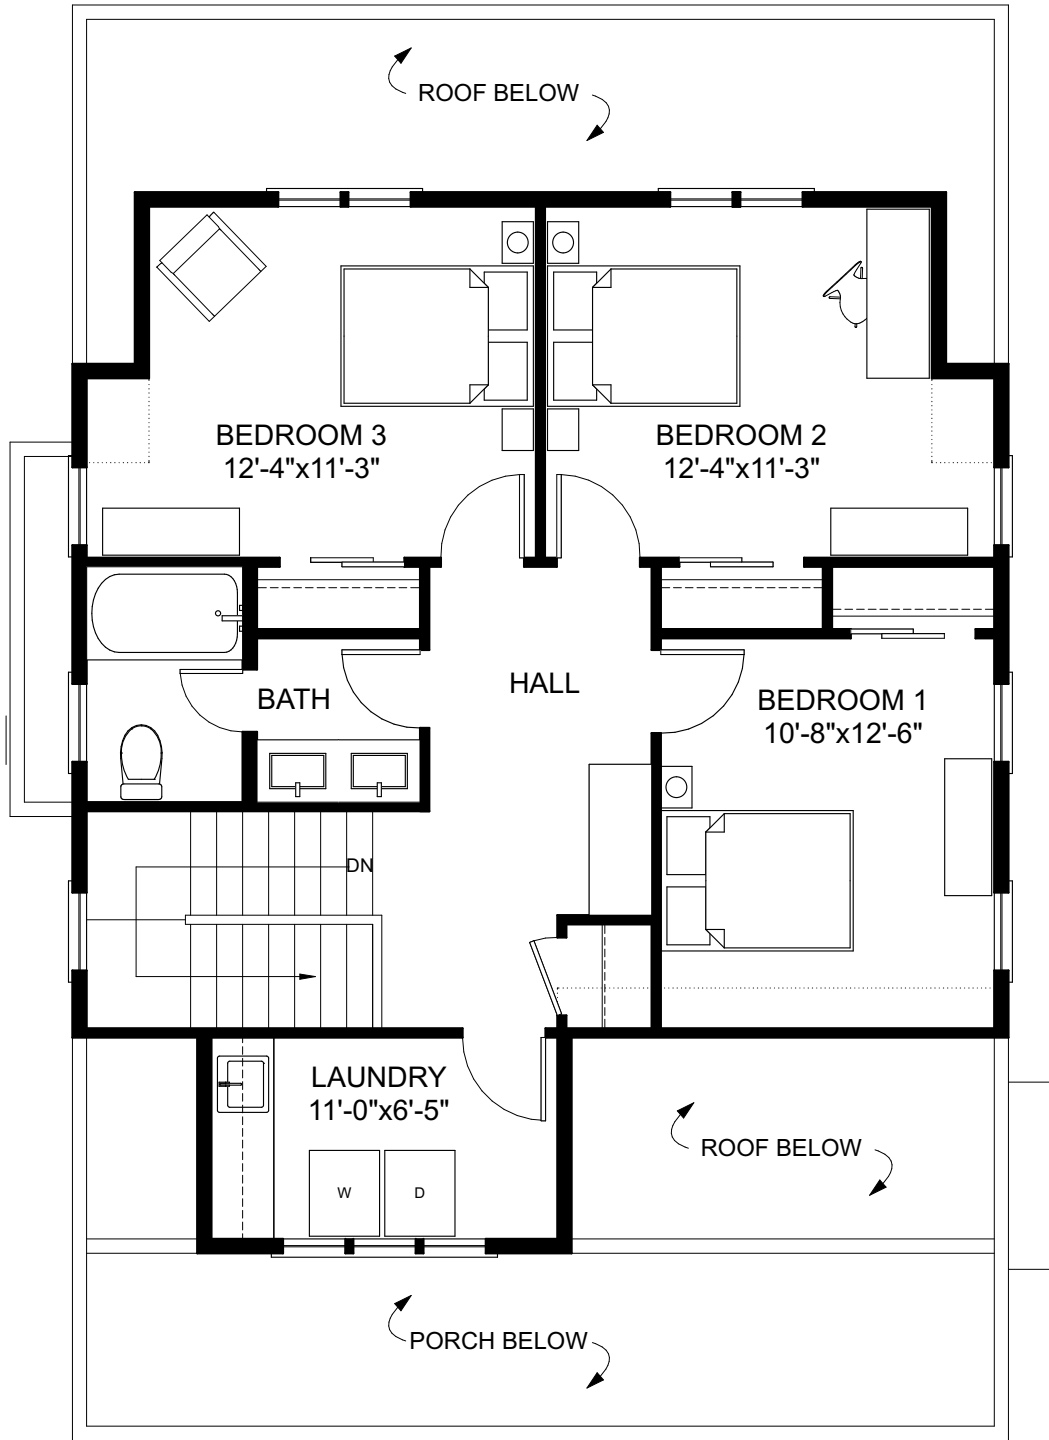 ROOF BELOW
BEDROOM 3
12'-4"x11'-3"
BEDROOM 2
12'-4"x11'-3"
BATH
HALL
BEDROOM 1
10'-8"x12'-6"
DN
LAUNDRY
11'-0"x6'-5"
W
D
ROOF BELOW
PORCH BELOW